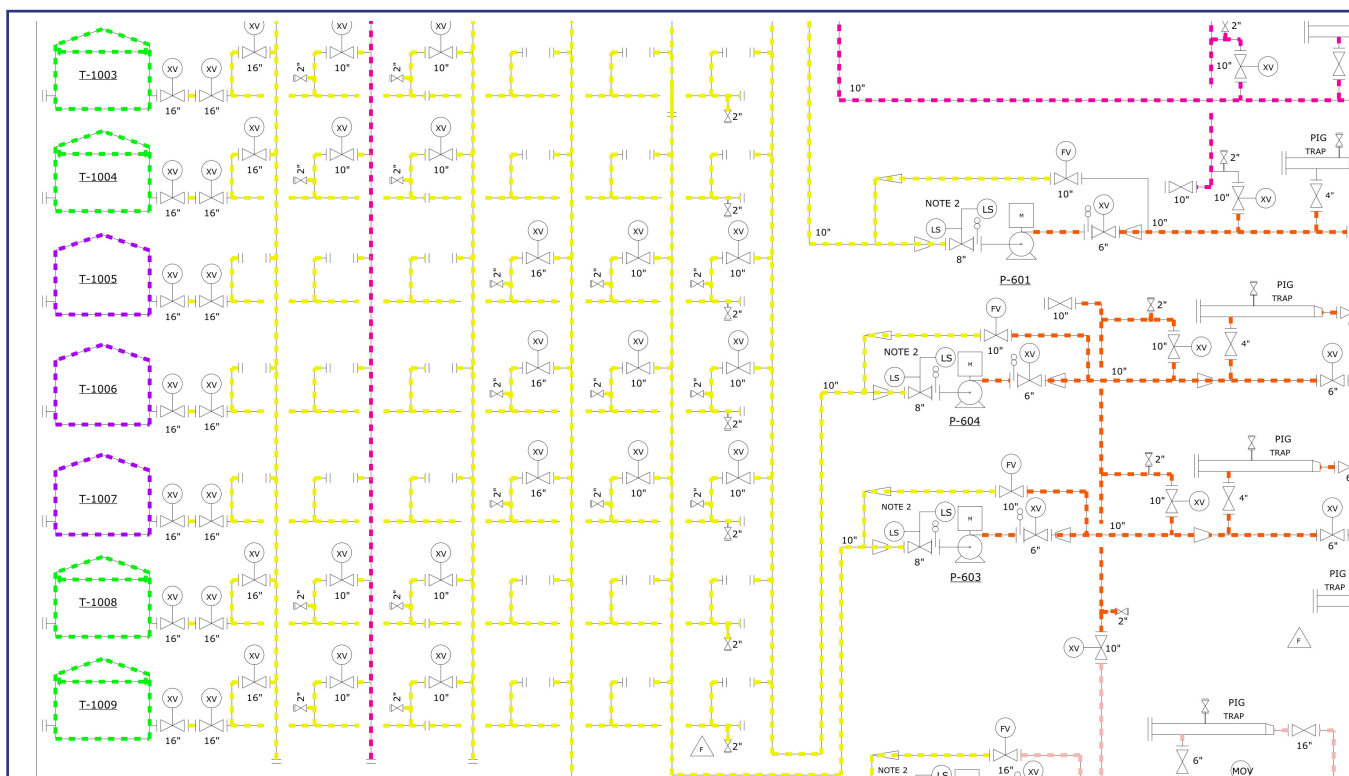 XV XV XV 2"
T-1003 XV XV 16" 2" 10" 2" 10" 10" XV
16" 16" 2" 10"
XV XV XV PIG
T-1004 XV XV 16" 2" 10" 2" 10" FV 2" TRAP
16" 16" 2" 10" 10" 10" XV 4"
NOTE 2 LS XV
XV XV XV 10" LS M 10"
T-1005 XV XV 2" 16" 2" 10" 2" 10" 8" 6"
16" 16" 2" P-601
PIG
10" 2" TRAP
XV XV XV FV
T-1006 XV XV 2" 16" 2" 10" 2" 10" NOTE 2 LS 10" XV 10" XV 4" XV
16" 16" 2" 10" LS M 10"
8" 6" 6"
P-604
XV XV XV PIG
T-1007 XV XV 2" 16" 2" 10" 2" 10" FV 2" TRAP
16" 16" 2" NOTE 2 LS 10" XV 10" XV 4" 6"
10" LS M 10" XV
XV XV XV 8" 6" 6"
T-1008 XV XV 16" 2" 10" 2" 10" P-603 PIG
TRAP
16" 16" 2" 2" F
XV XV XV XV 10"
T-1009 XV XV 16" 2" 10" 2" 10" PIG
TRAP
16" 16" F 2" FV 16"
NOTE 2 LS 16" XV 6" MOV